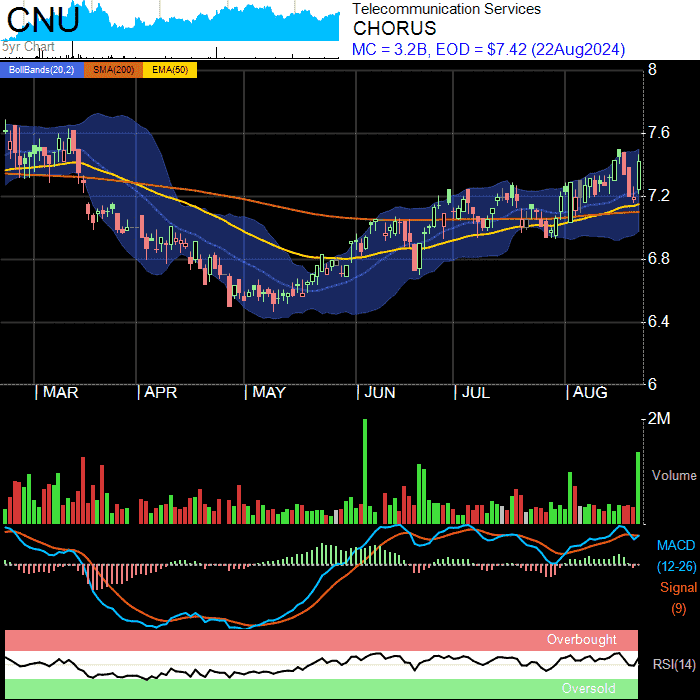 CNU
5yr Chart
Telecommunication Services
CHORUS
MC = 3.2B, EOD = $7.42 (22Aug2024)
BollBands(20,2) SMA(200) EMA(50)
8
7.6
7.2
6.8
6.4
6
MAR APR MAY JUN JUL AUG
2M
Volume
MACD
(12-26)
Signal
(9)
Overbought
RSI(14)
Oversold